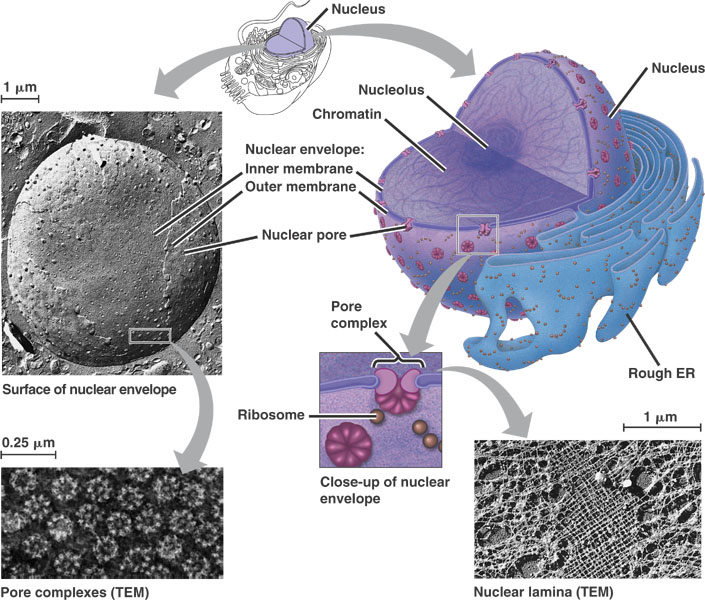 Nucleus
1 μm
Nucleus
Nucleolus
Chromatin
Nuclear envelope:
Inner membrane
Outer membrane
Nuclear pore
Pore
complex
Surface of nuclear envelope
Rough ER
Ribosome
1 μm
0.25 μm
Close-up of nuclear
envelope
Pore complexes (TEM)
Nuclear lamina (TEM)